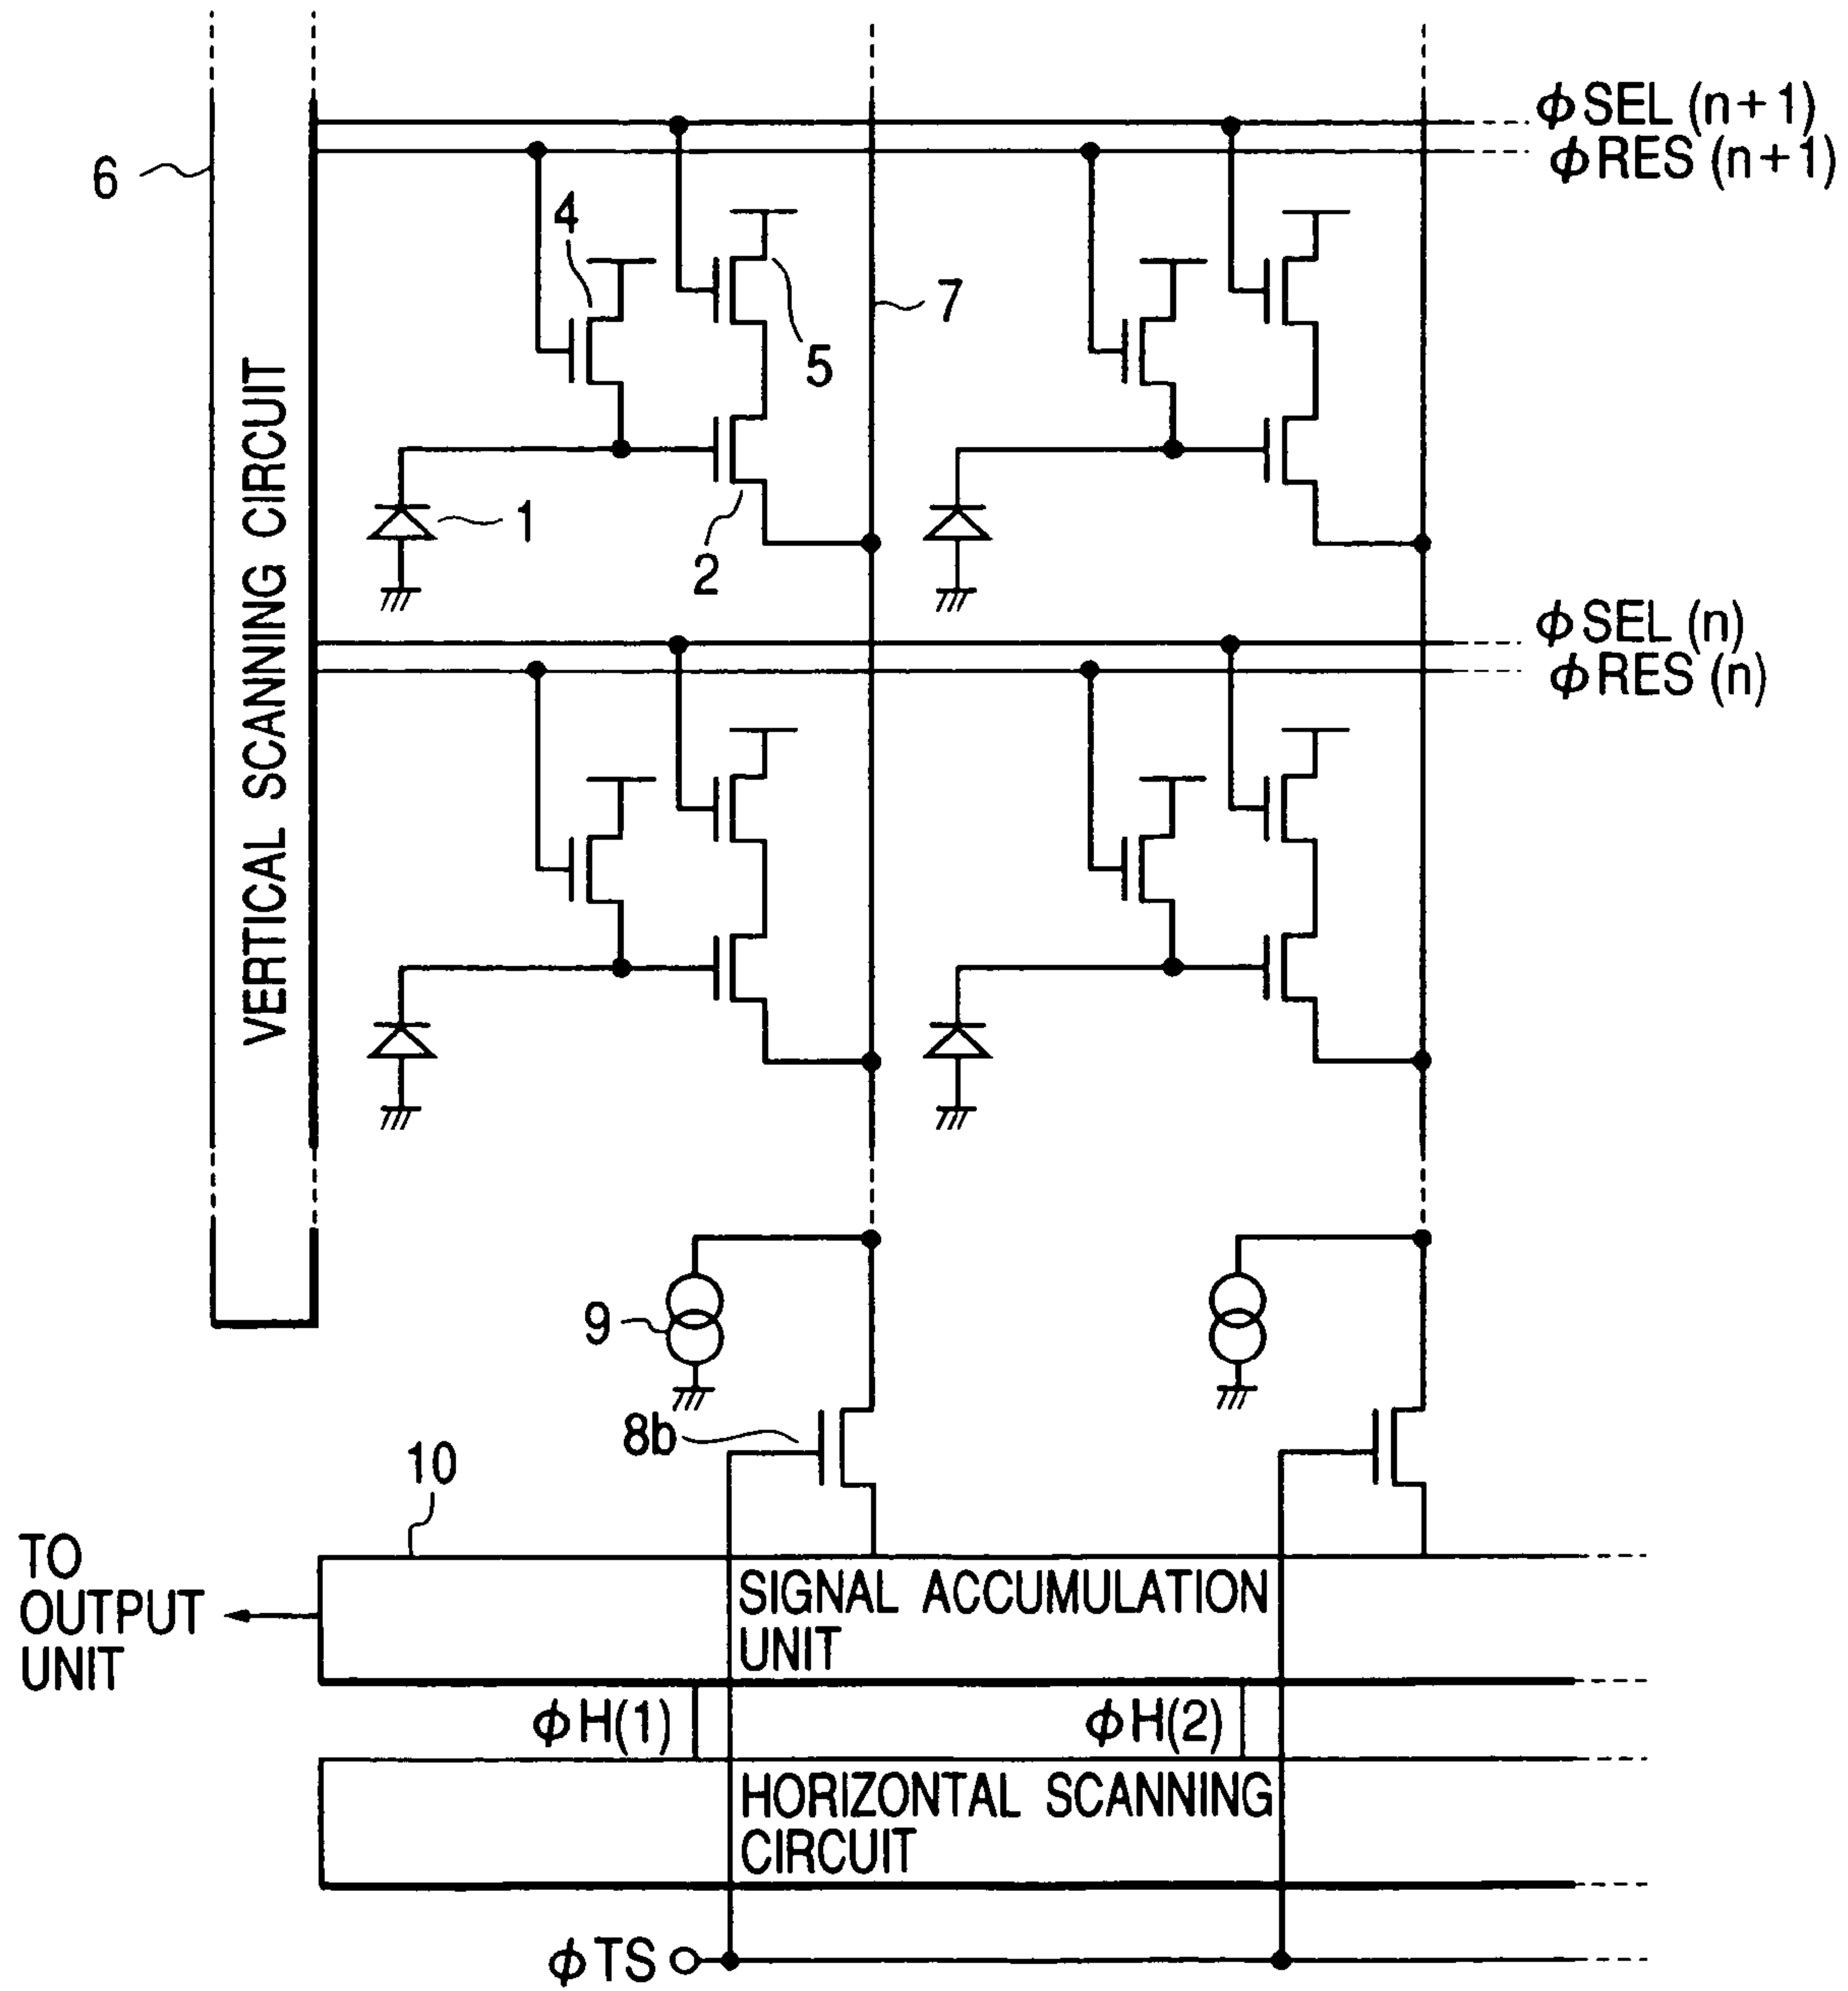 φSEL (n+1)
φRES (n+1)
6
4
7
5
1
2
VERTICAL SCANNING CIRCUIT
φSEL (n)
φRES (n)
9
8b
10
TO
OUTPUT
UNIT
SIGNAL ACCUMULATION
UNIT
φH(1)
φH(2)
HORIZONTAL SCANNING
CIRCUIT
φTS